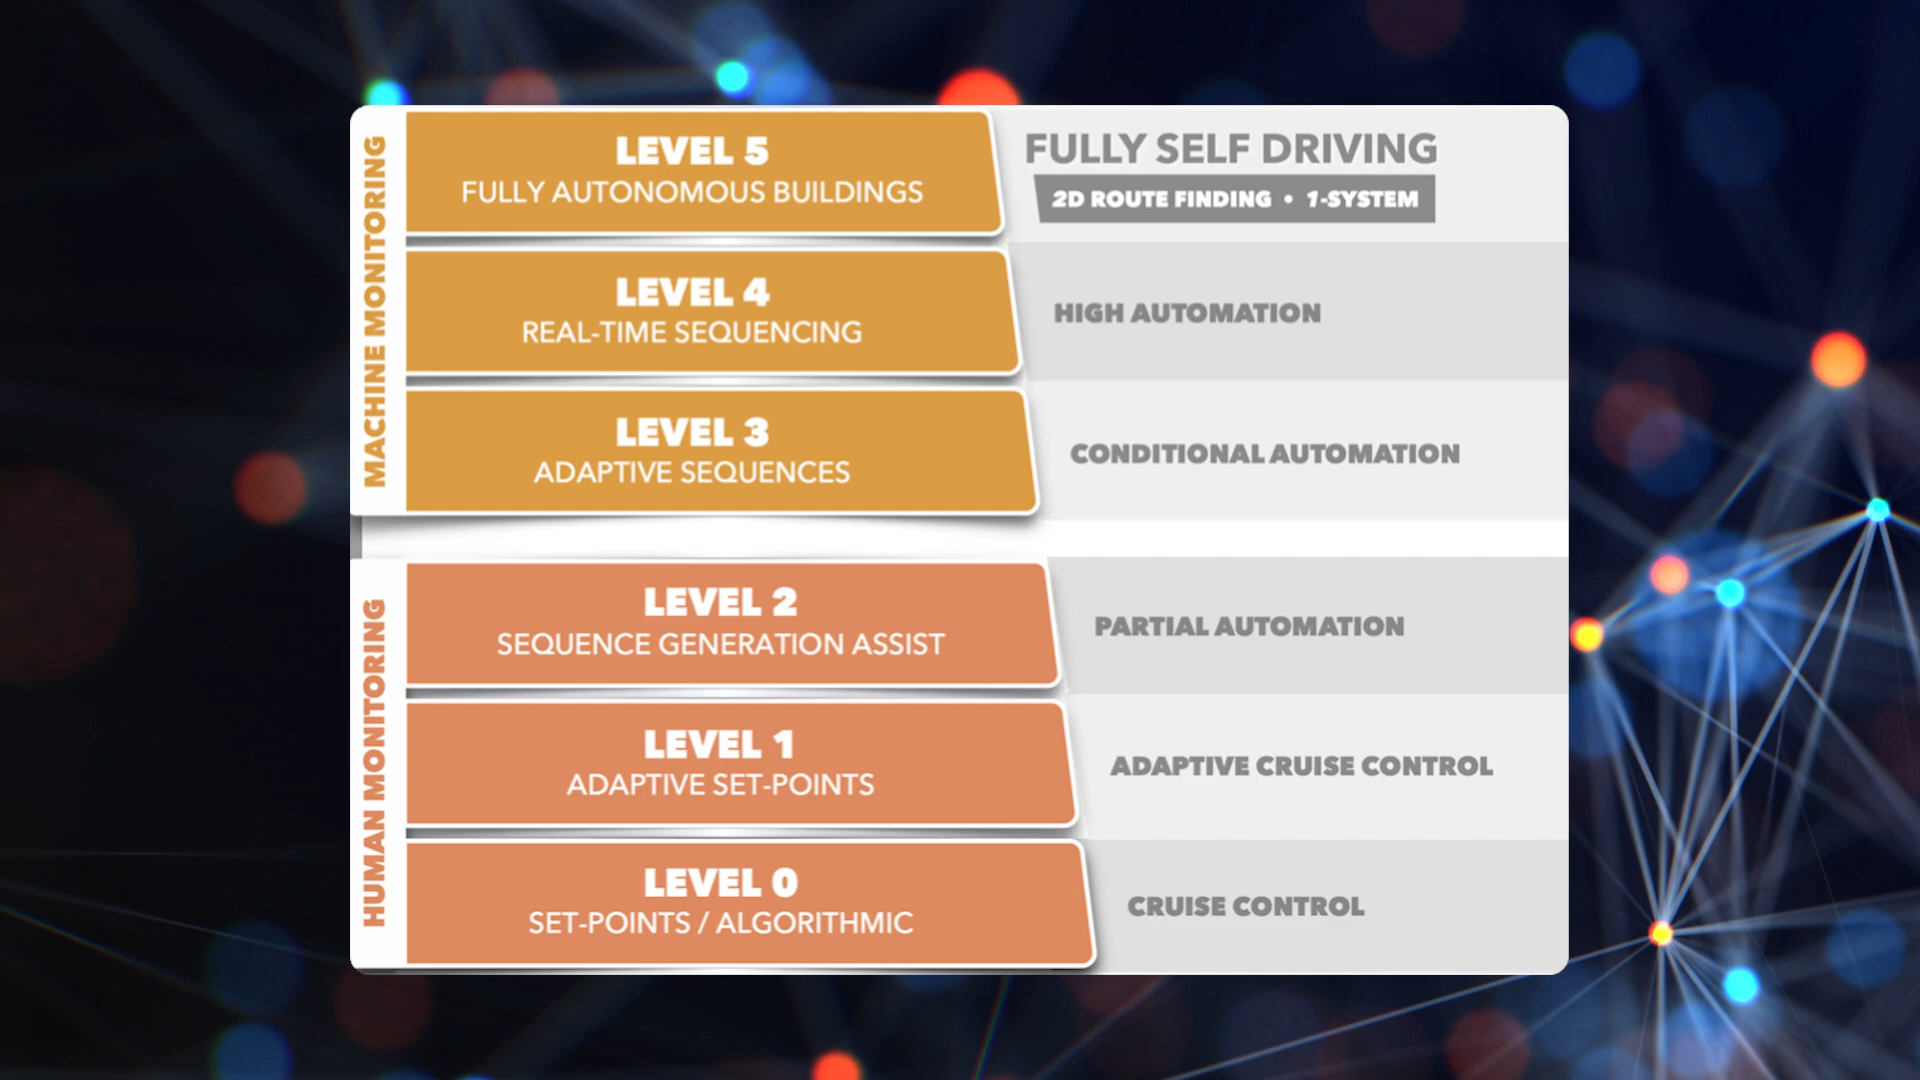 MACHINE MONITORING
LEVEL 5
FULLY AUTONOMOUS BUILDINGS
FULLY SELF DRIVING
2D ROUTE FINDING • 1-SYSTEM
LEVEL 4
REAL-TIME SEQUENCING
HIGH AUTOMATION
LEVEL 3
ADAPTIVE SEQUENCES
CONDITIONAL AUTOMATION
HUMAN MONITORING
LEVEL 2
SEQUENCE GENERATION ASSIST
PARTIAL AUTOMATION
LEVEL 1
ADAPTIVE SET-POINTS
ADAPTIVE CRUISE CONTROL
LEVEL 0
SET-POINTS / ALGORITHMIC
CRUISE CONTROL